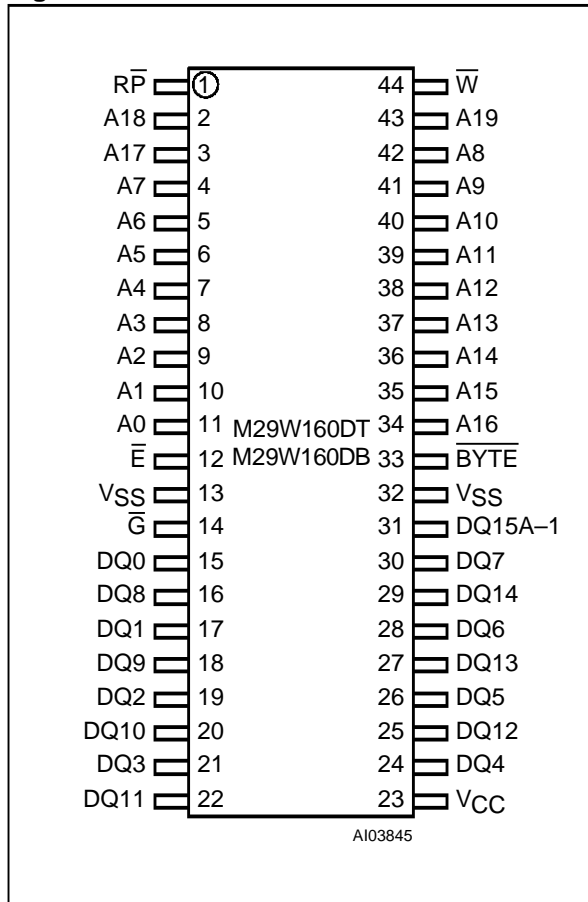 RP 1 44 W
A18 2 43 A19
A17 3 42 A8
A7 4 41 A9
A6 5 40 A10
A5 6 39 A11
A4 7 38 A12
A3 8 37 A13
A2 9 36 A14
A1 10 35 A15
A0 11 M29W160DT 34 A16
E 12 M29W160DB 33 BYTE
VSS 13 32 VSS
G 14 31 DQ15A–1
DQ0 15 30 DQ7
DQ8 16 29 DQ14
DQ1 17 28 DQ6
DQ9 18 27 DQ13
DQ2 19 26 DQ5
DQ10 20 25 DQ12
DQ3 21 24 DQ4
DQ11 22 23 VCC
AI03845